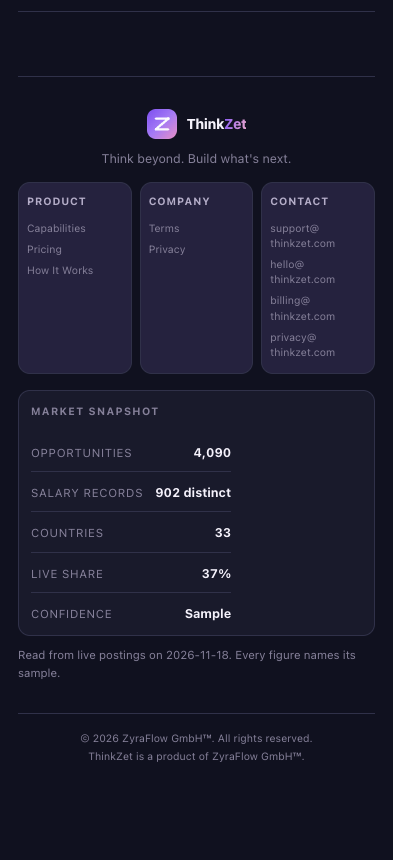 ThinkZet
Think beyond. Build what's next.
PRODUCT
Capabilities
Pricing
How It Works
COMPANY
Terms
Privacy
CONTACT
support@
thinkzet.com
hello@
thinkzet.com
billing@
thinkzet.com
privacy@
thinkzet.com
MARKET SNAPSHOT
OPPORTUNITIES 4,090
SALARY RECORDS 902 distinct
COUNTRIES 33
LIVE SHARE 37%
CONFIDENCE Sample
Read from live postings on 2026-11-18. Every figure names its
sample.
© 2026 ZyraFlow GmbH™. All rights reserved.
ThinkZet is a product of ZyraFlow GmbH™.